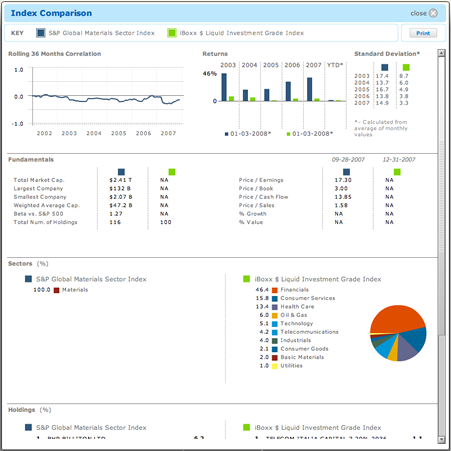 Index Comparison close
KEY S&P Global Materials Sector Index iBoxx $ Liquid Investment Grade Index Print
Rolling 36 Months Correlation
1.0
0.0
-1.0
2002 2003 2004 2005 2006 2007
Returns
2003 2004 2005 2006 2007 YTD*
46%
0
01-03-2008* 01-03-2008*
Standard Deviation*
2003 17.4 8.7
2004 13.7 6.0
2005 16.7 4.9
2006 13.8 3.8
2007 14.9 3.3
*- Calculated from
average of monthly
values
Fundamentals 09-28-2007 12-31-2007
Total Market Cap. $2.41 T NA
Largest Company $132 B NA
Smallest Company $2.07 B NA
Weighted Average Cap. $47.2 B NA
Beta vs. S&P 500 1.27 NA
Total Num. of Holdings 116 100
Price / Earnings 17.30 NA
Price / Book 3.00 NA
Price / Cash Flow 13.85 NA
Price / Sales 1.58 NA
% Growth NA NA
% Value NA NA
Sectors (%)
S&P Global Materials Sector Index
100.0 Materials
iBoxx $ Liquid Investment Grade Index
46.4 Financials
15.8 Consumer Services
13.4 Health Care
6.0 Oil & Gas
5.1 Technology
4.2 Telecommunications
4.0 Industrials
2.1 Consumer Goods
2.0 Basic Materials
1.0 Utilities
Holdings (%)
S&P Global Materials Sector Index
1. BHP BILLITON LTD
iBoxx $ Liquid Investment Grade Index
1. TELECOM ITALIA CAPITAL 7.20% 2036 1.1